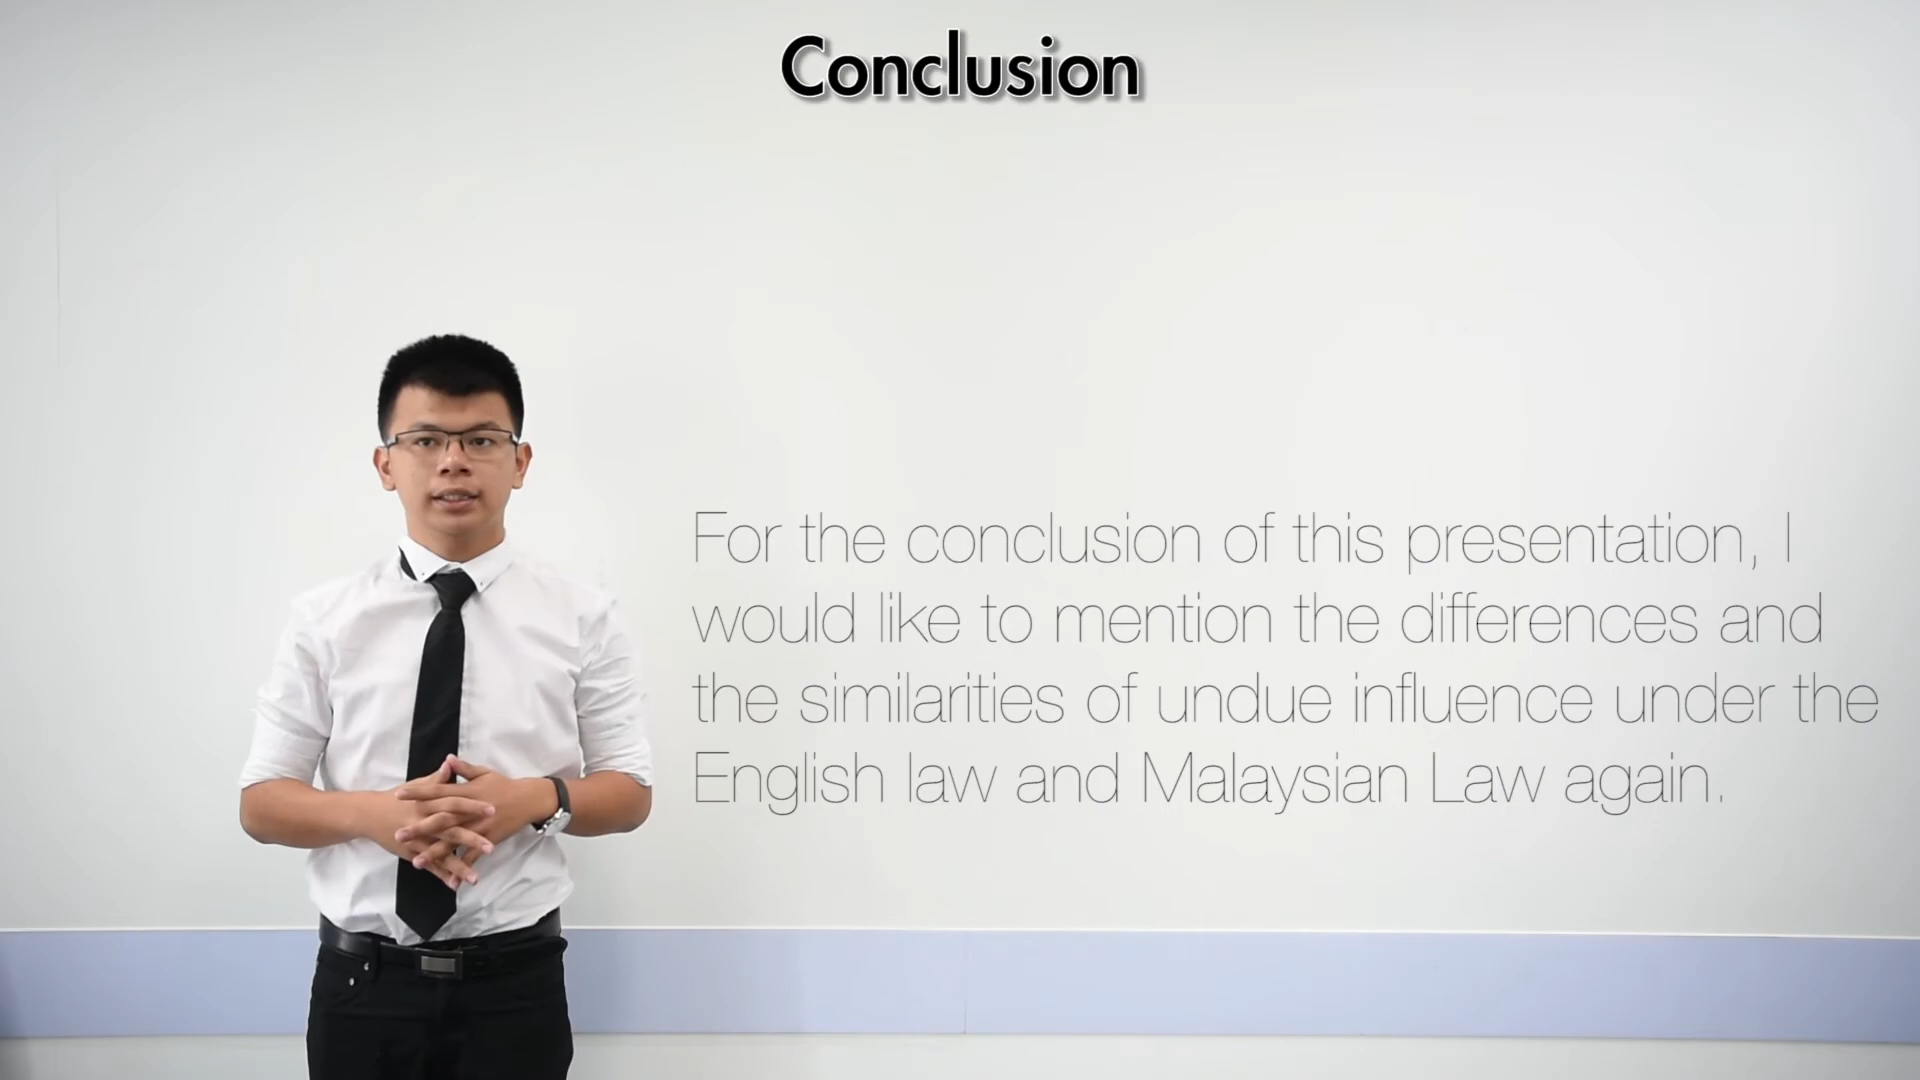 Conclusion
For the conclusion of this presentation, I
would like to mention the differences and
the similarities of undue influence under the
English law and Malaysian Law again.